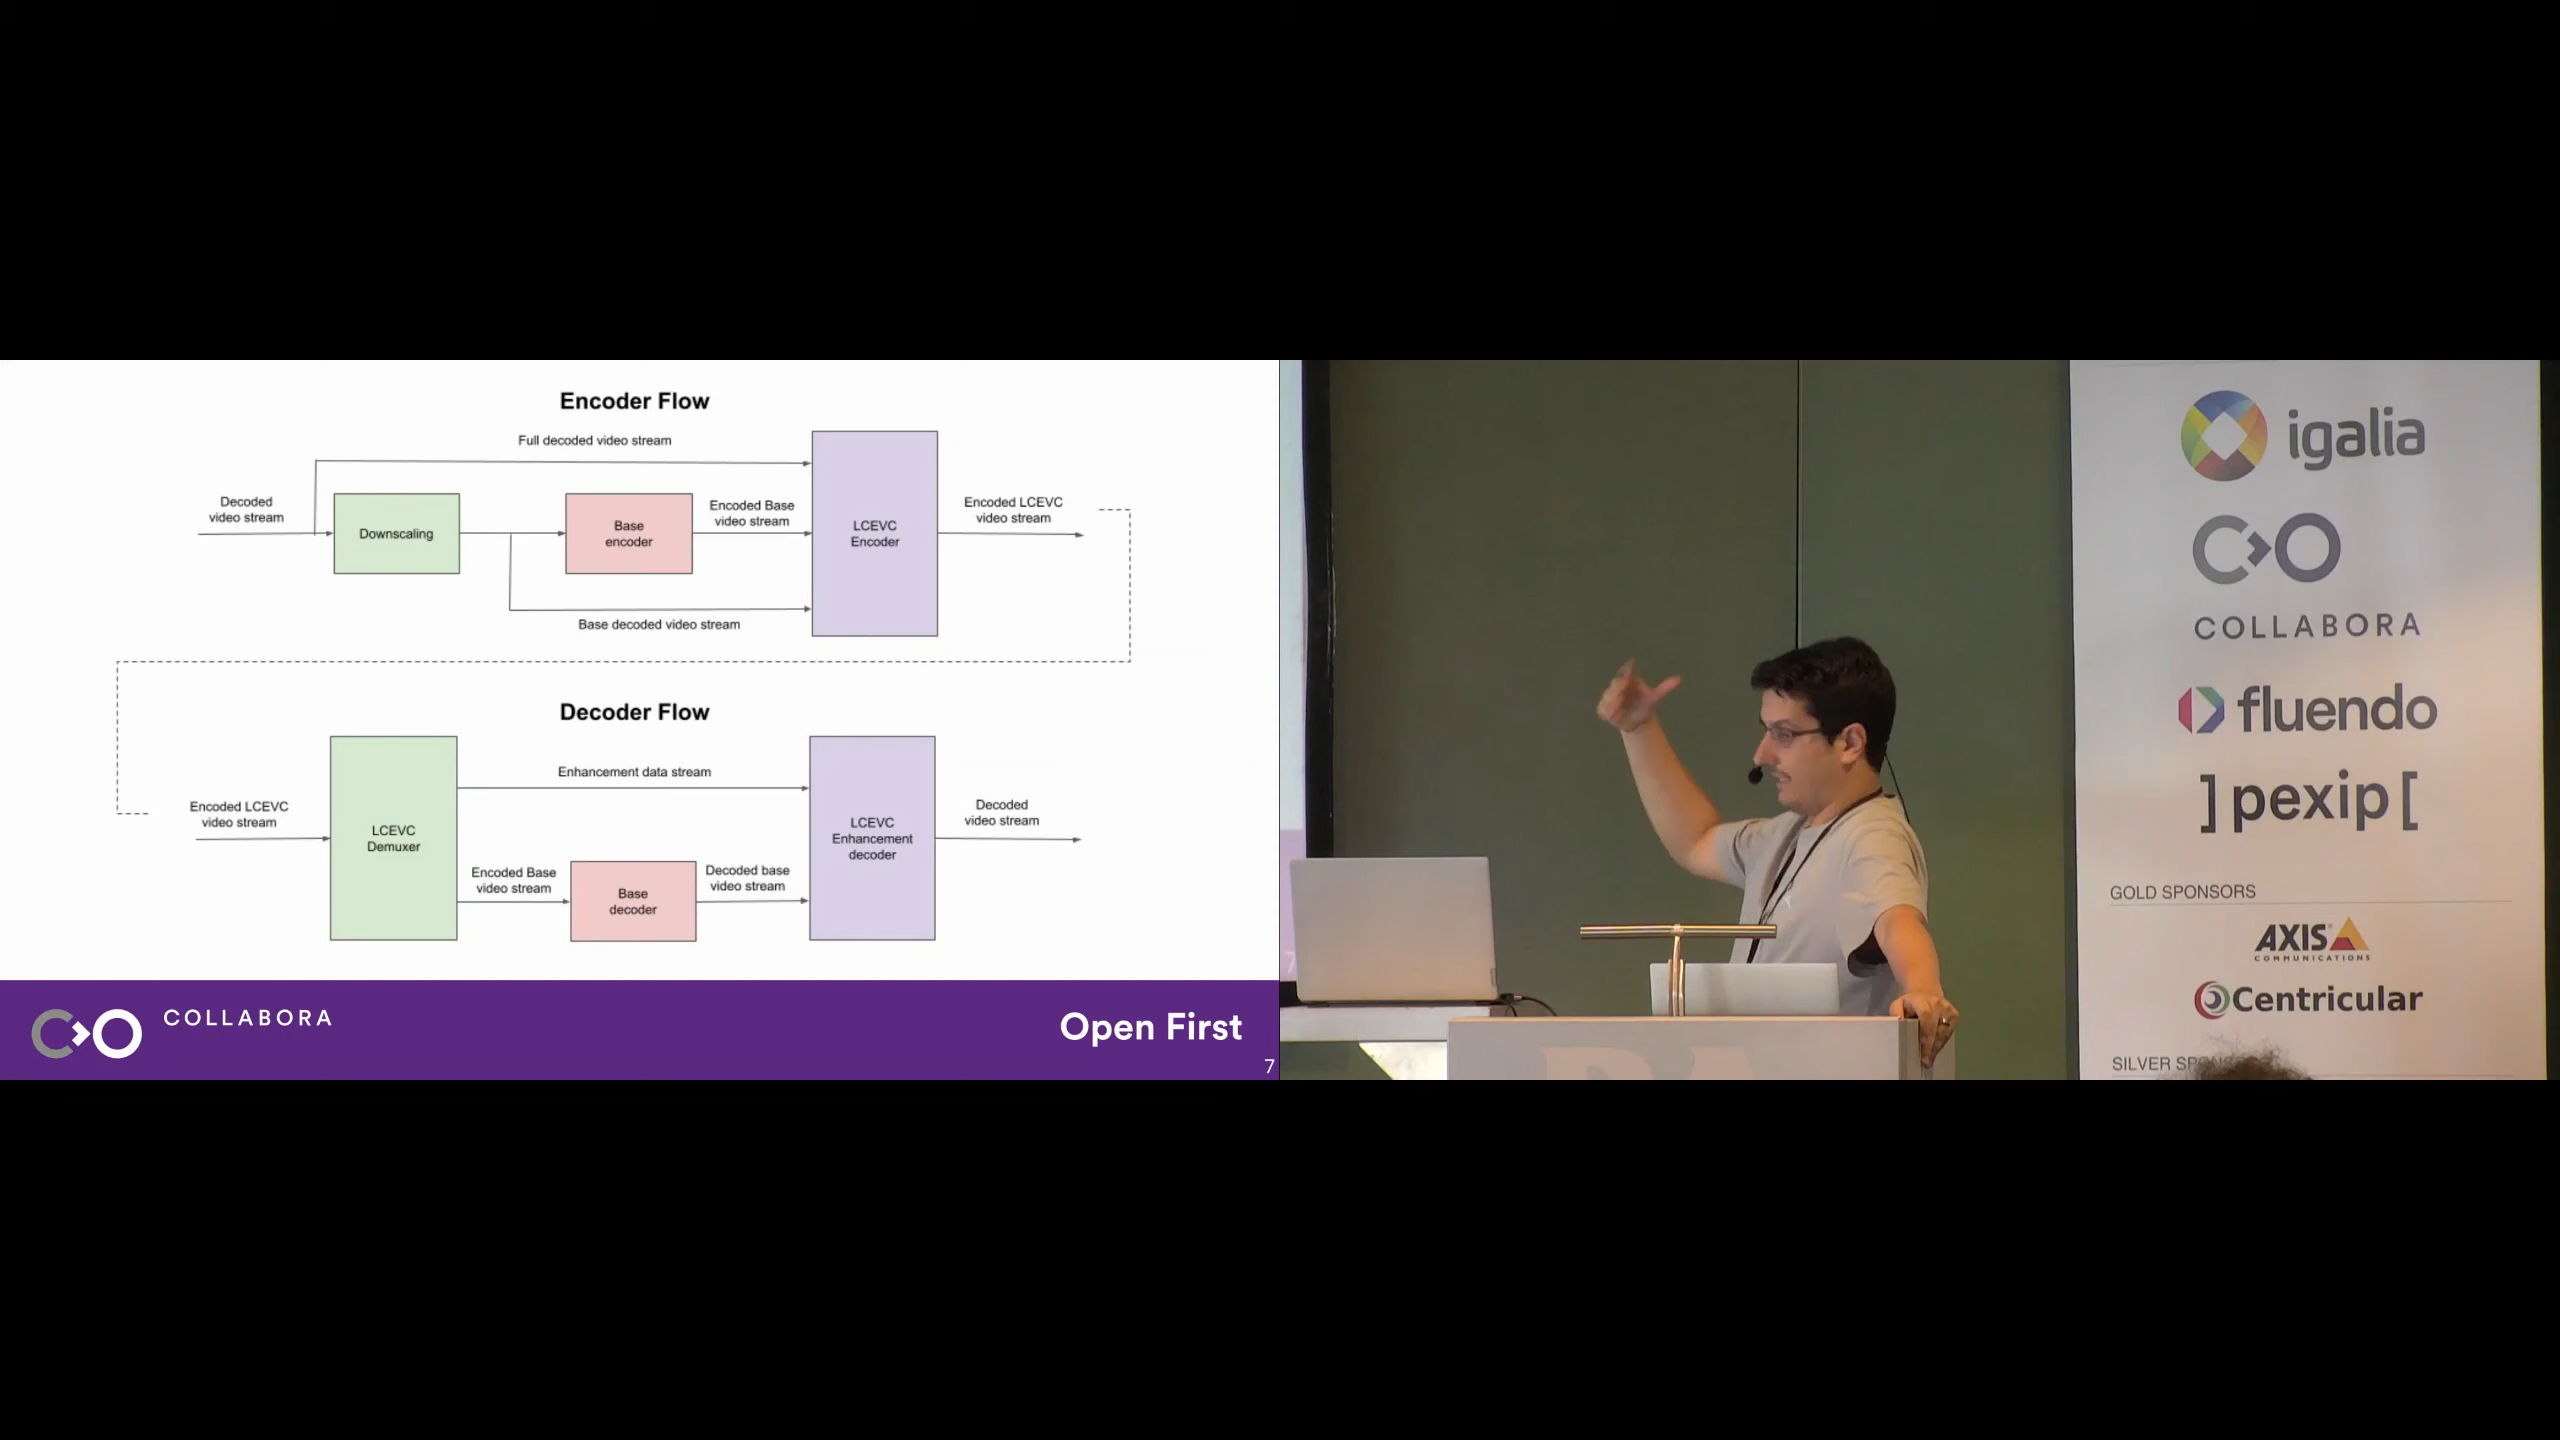 Encoder Flow
Full decoded video stream
Decoded
video stream
Downscaling
Base
encoder
Encoded Base
video stream
LCEVC
Encoder
Encoded LCEVC
video stream
Base decoded video stream
Decoder Flow
Encoded LCEVC
video stream
LCEVC
Demuxer
Enhancement data stream
Encoded Base
video stream
Base
decoder
Decoded base
video stream
LCEVC
Enhancement
decoder
Decoded
video stream
COLLABORA
Open First
7
igalia
COLLABORA
fluendo
]pexip[
GOLD SPONSORS
AXIS
COMMUNICATIONS
Centricular
SILVER